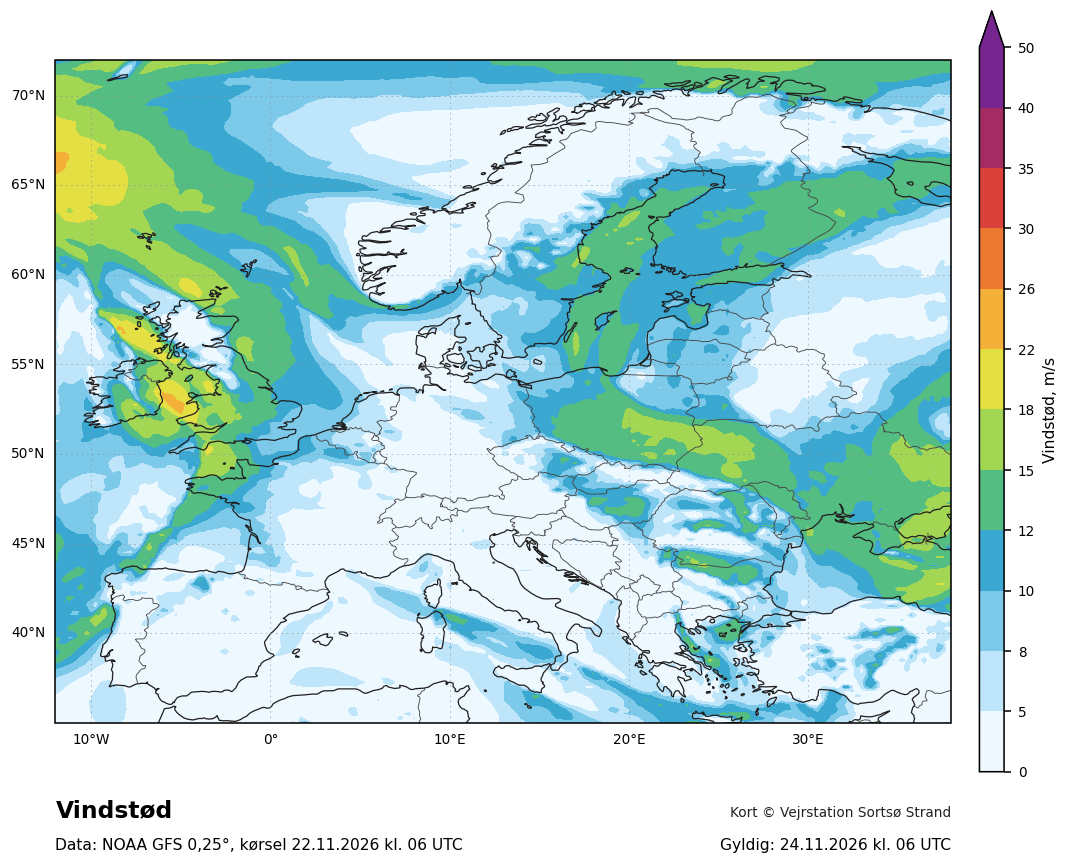 50
40
35
30
26
22
18
15
12
10
8
5
0
Vindstød, m/s
70°N
65°N
60°N
55°N
50°N
45°N
40°N
10°W
0°
10°E
20°E
30°E
Vindstød
Kort © Vejrstation Sortsø Strand
Data: NOAA GFS 0,25°, kørsel 22.11.2026 kl. 06 UTC
Gyldig: 24.11.2026 kl. 06 UTC